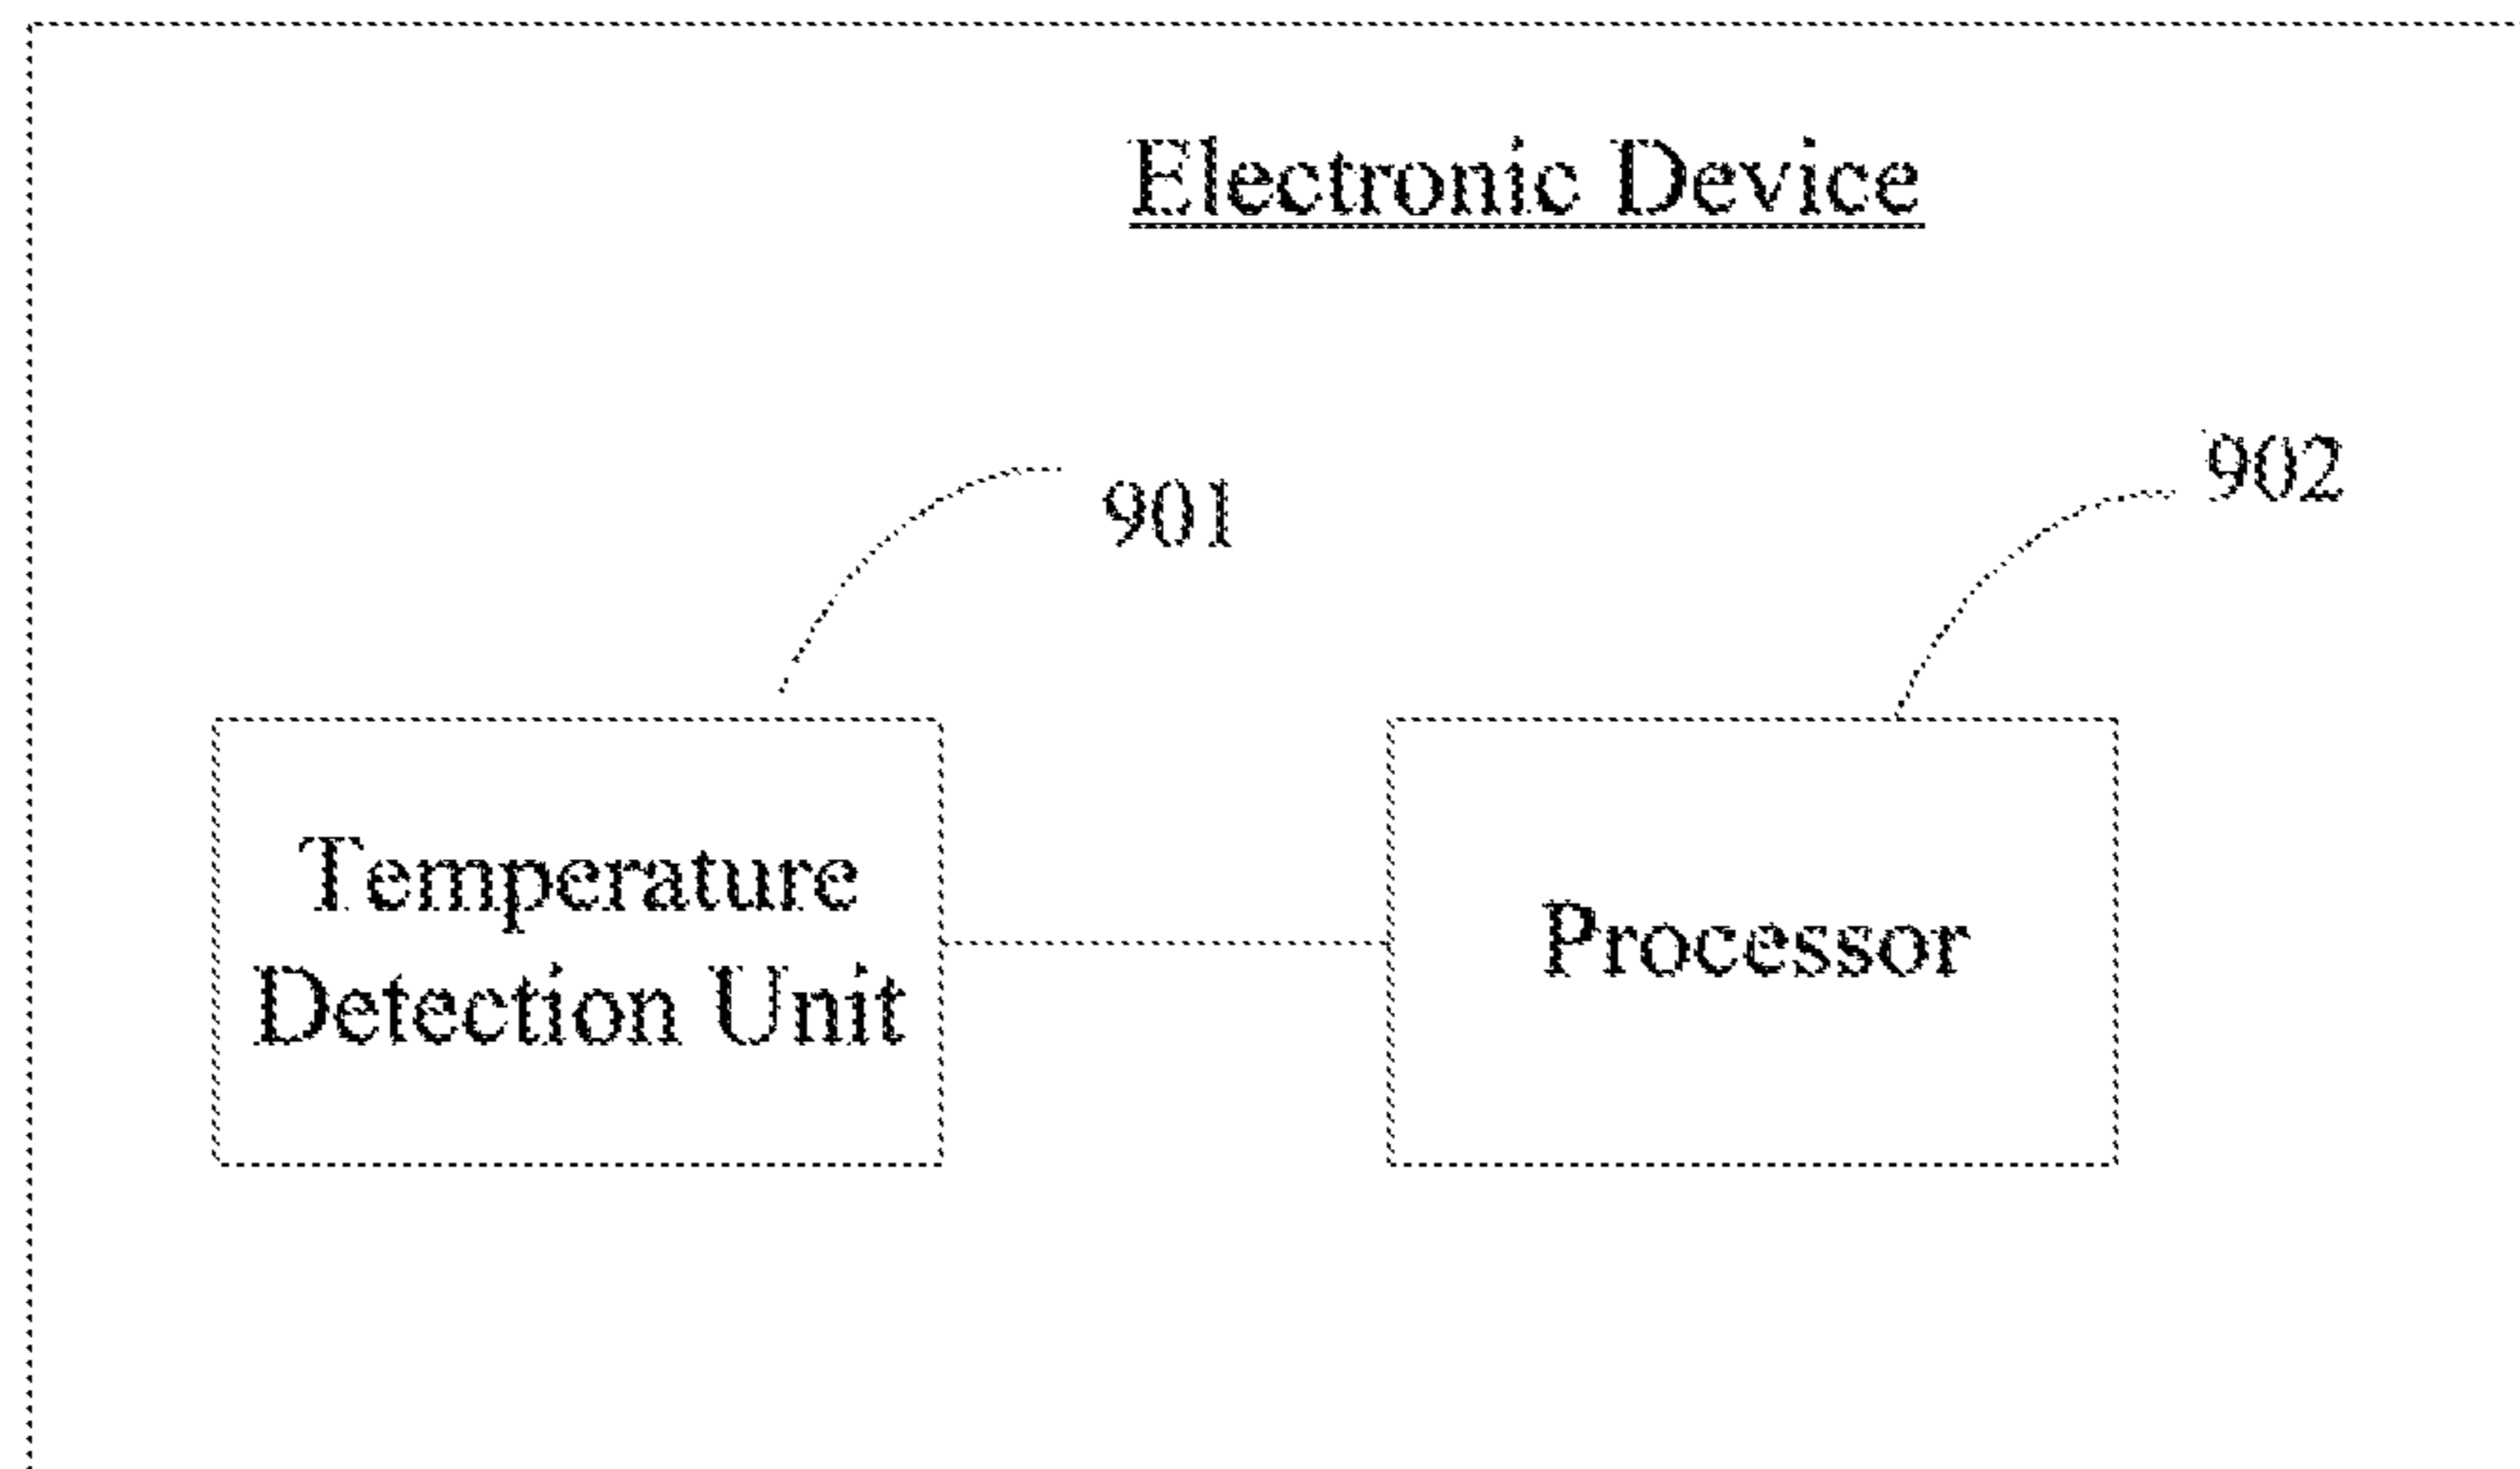 Electronic Device
901
902
Temperature
Detection Unit
Processor